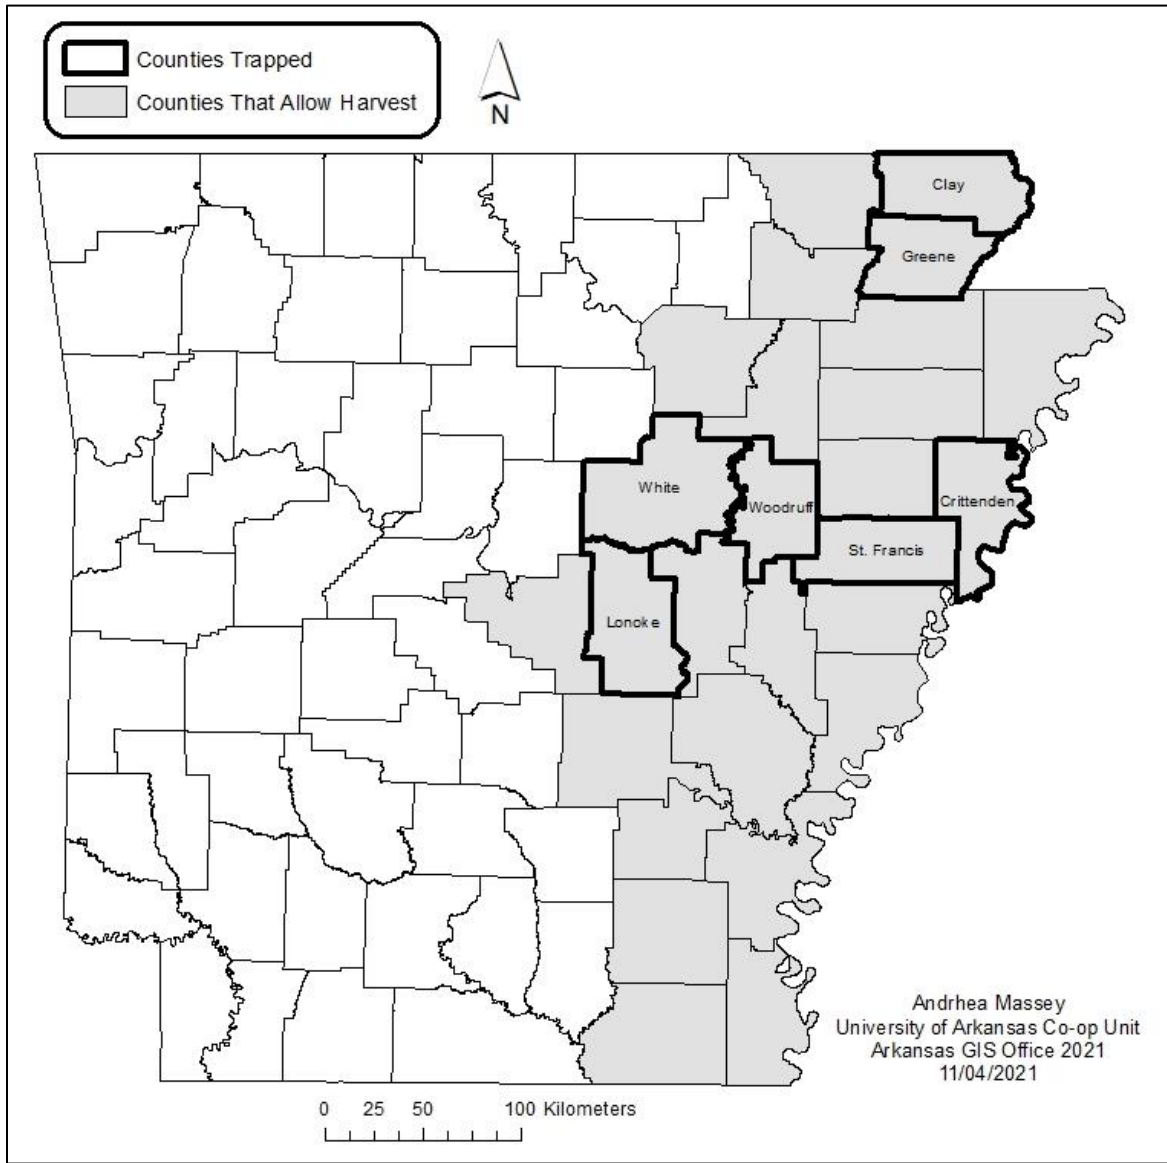 Counties Trapped
Counties That Allow Harvest
N
Clay
Greene
White
Woodruff
Crittenden
St. Francis
Lonoke
Andrhea Massey
University of Arkansas Co-op Unit
Arkansas GIS Office 2021
11/04/2021
0 25 50 100 Kilometers